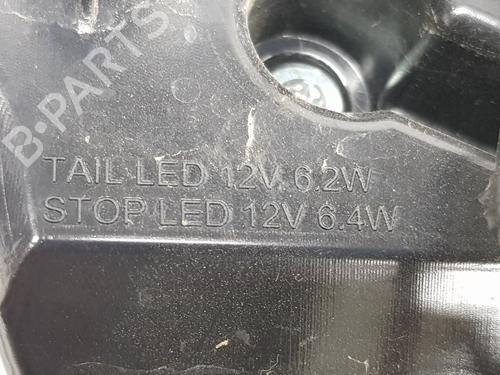 B-PARTS
TAIL LED 12V 6.2W
STOP LED 12V 6.4W